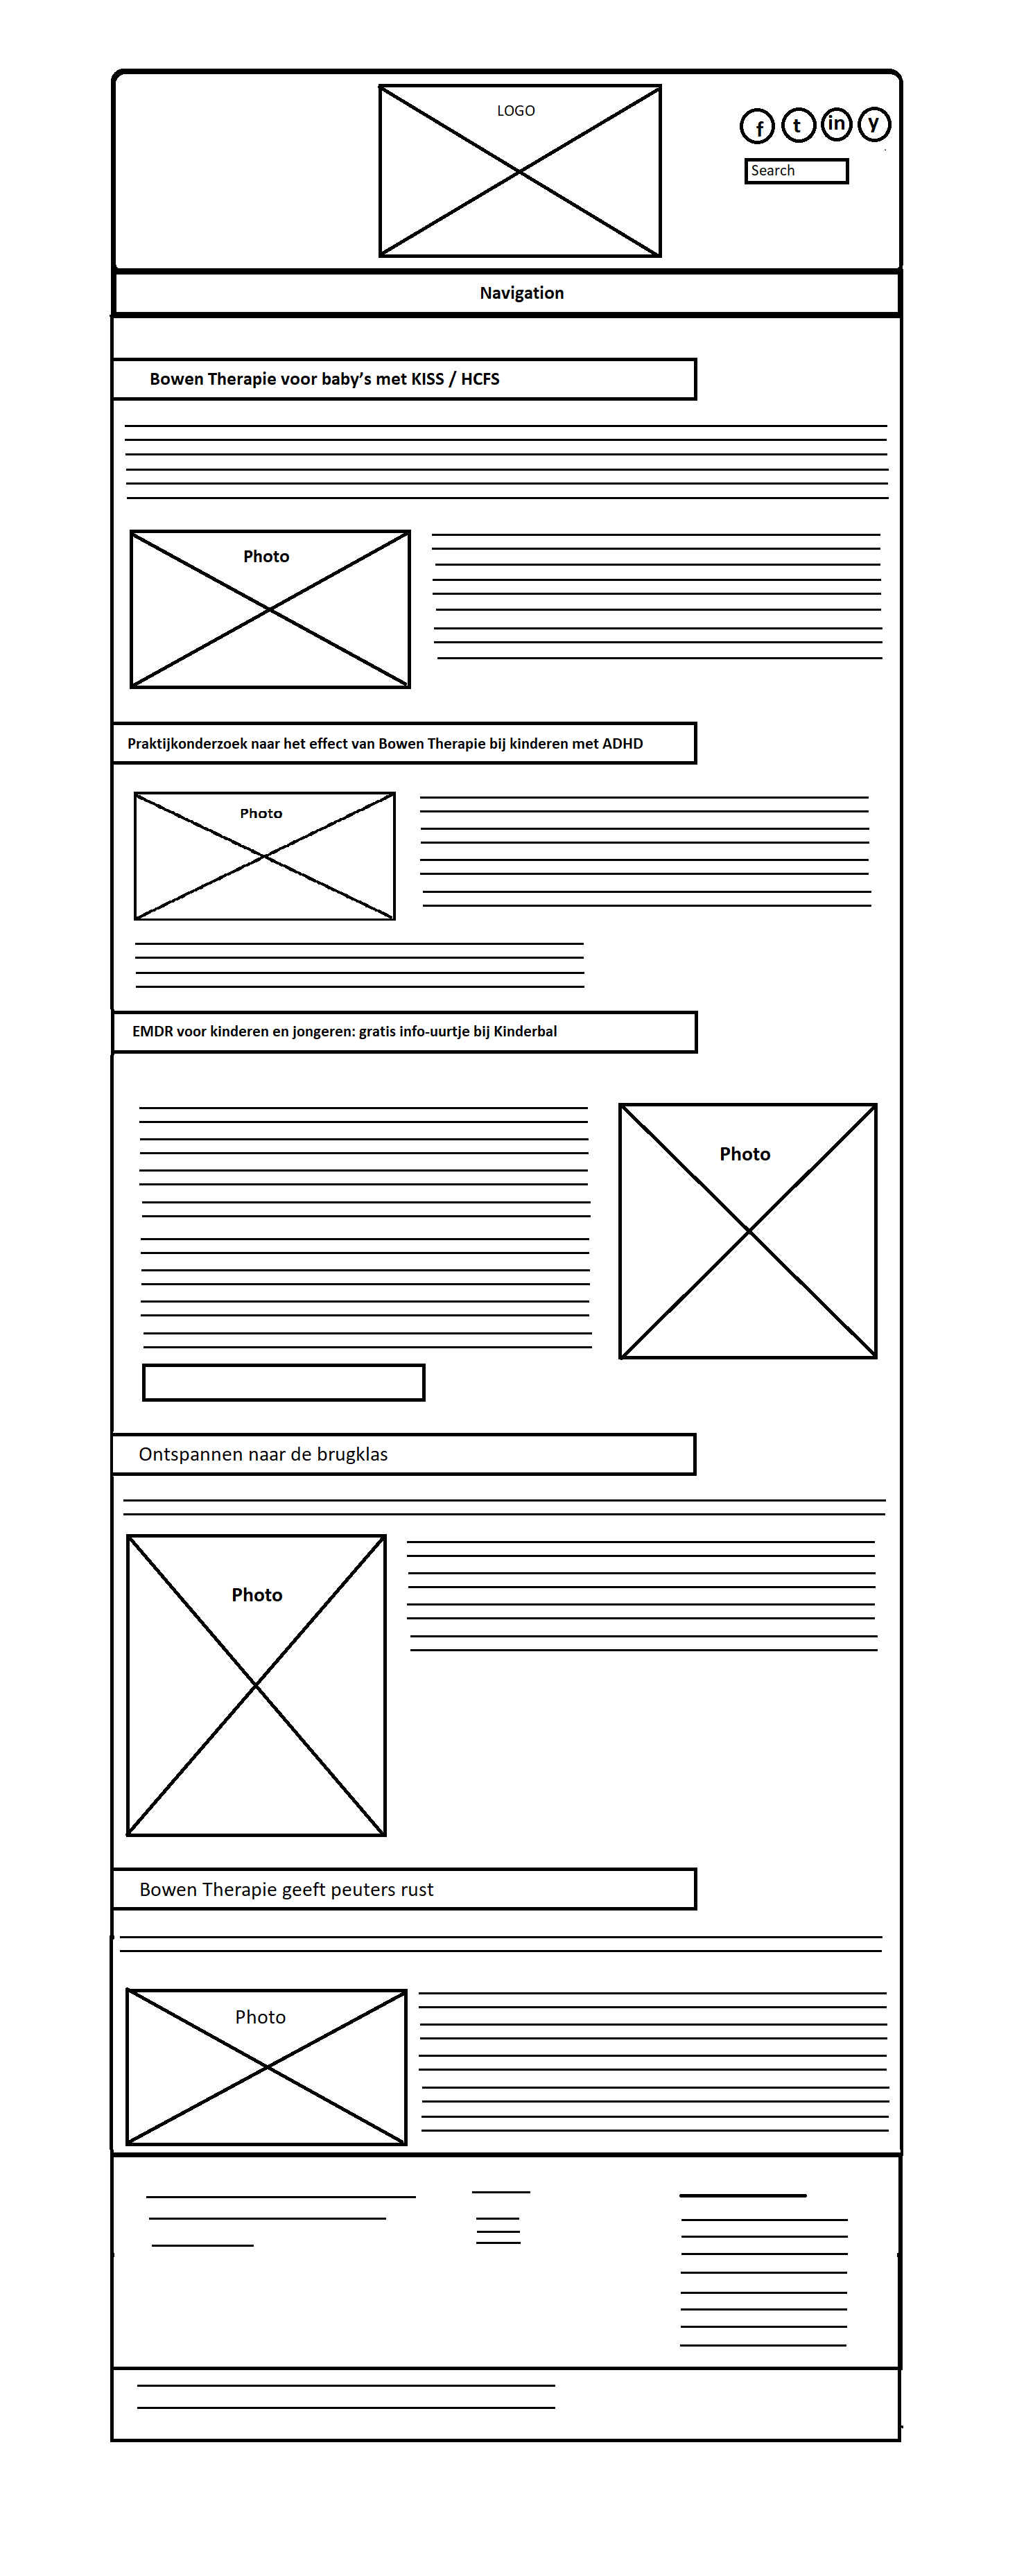 LOGO
f t in y
Search
Navigation
Bowen Therapie voor baby’s met KISS / HCFS
Photo
Praktijkonderzoek naar het effect van Bowen Therapie bij kinderen met ADHD
Photo
EMDR voor kinderen en jongeren: gratis info-uurtje bij Kinderbal
Photo
Ontspannen naar de brugklas
Photo
Bowen Therapie geeft peuters rust
Photo